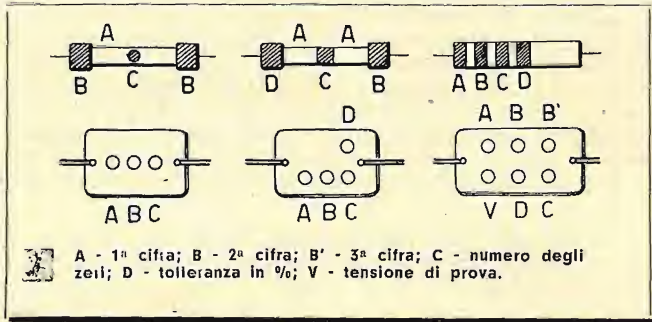 A A A
B C B D C B A B C D
D A B B'
A B C A B C V D C
A - 1ª cifra; B - 2ª cifra; B' - 3ª cifra; C - numero degli
zeri; D - tolleranza in %; V - tensione di prova.